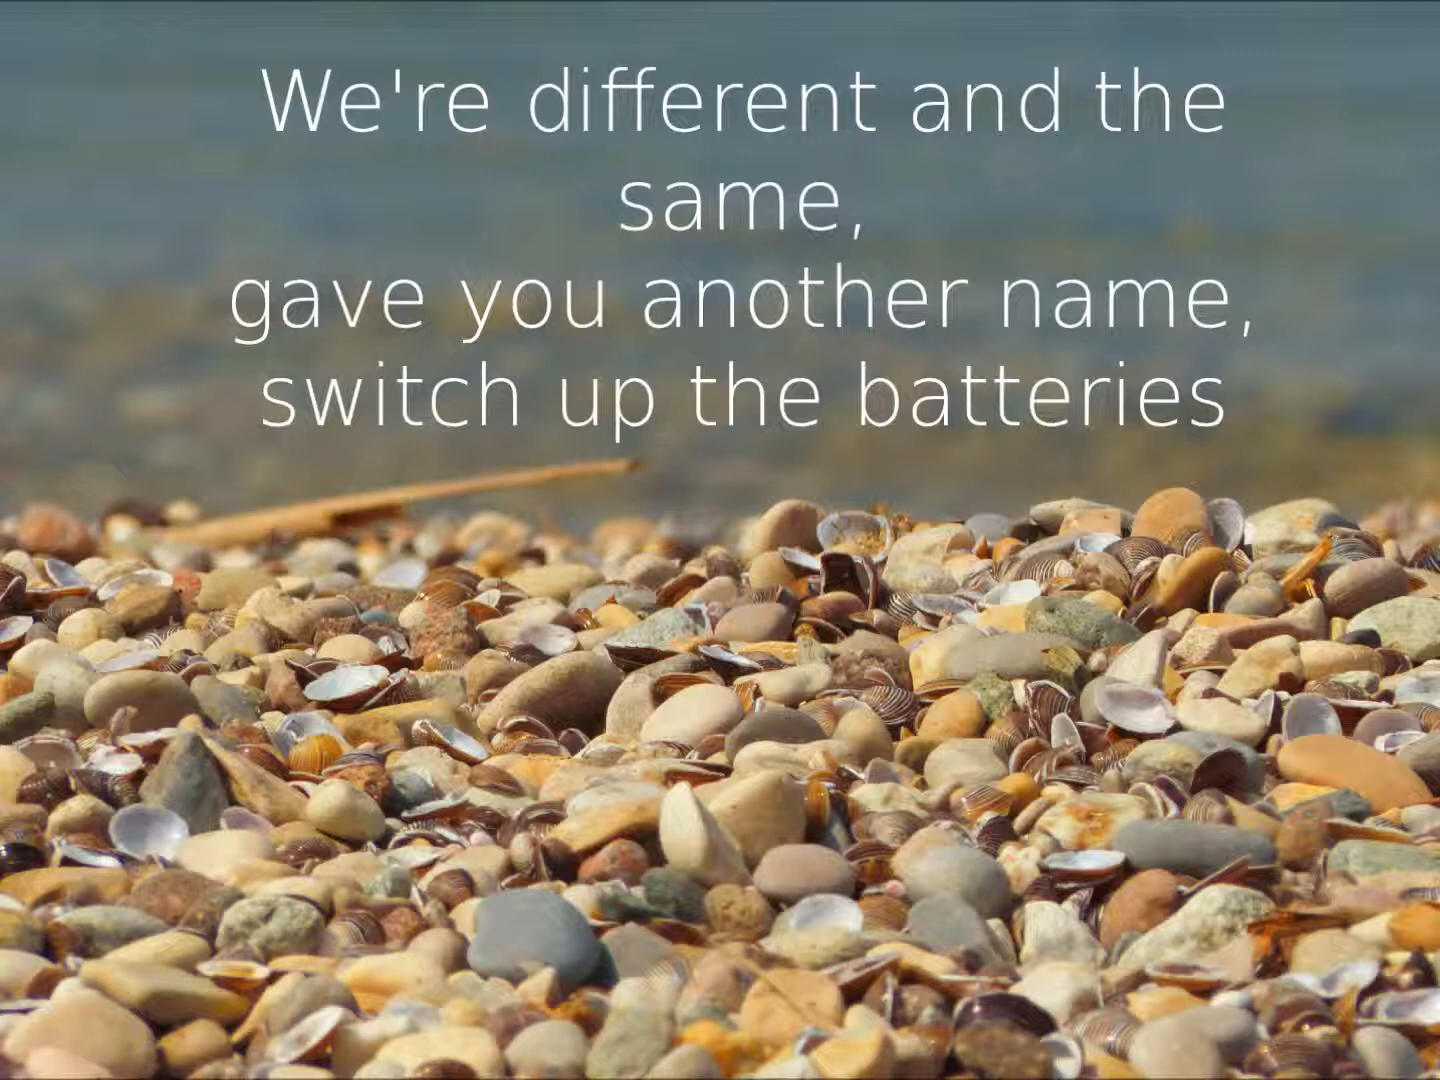 We're different and the
same,
gave you another name,
switch up the batteries